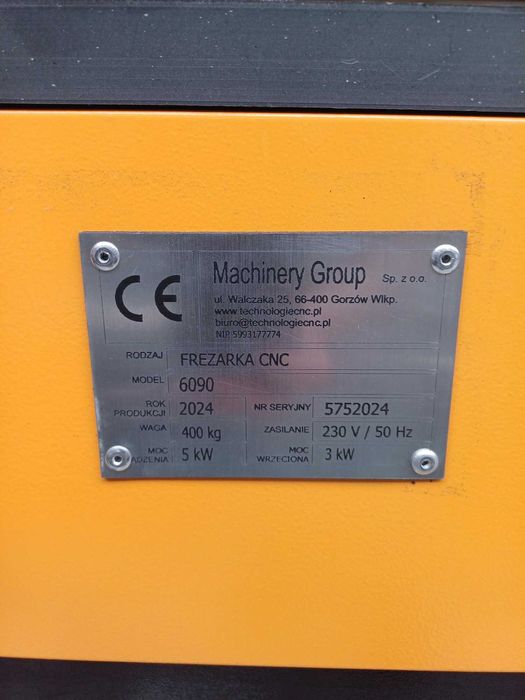 CE
Machinery Group Sp. z o.o.
ul. Walczaka 25, 66-400 Gorzów Wlkp.
www.technologiecnc.pl
biuro@technologiecnc.pl
NIP 5993177774
RODZAJ FREZARKA CNC
MODEL 6090
ROK PRODUKCJI 2024 NR SERYJNY 5752024
WAGA 400 kg ZASILANIE 230 V / 50 Hz
MOC 5 kW MOC WRZECIONA 3 kW